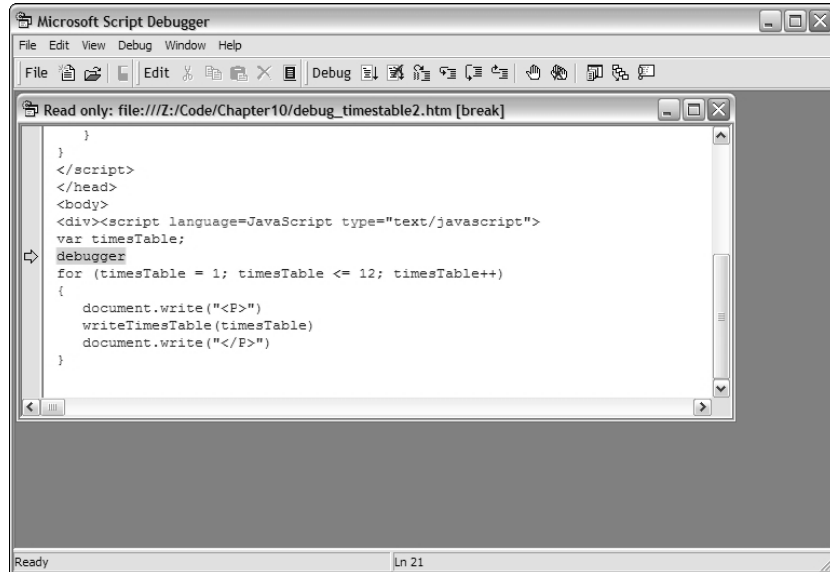 Microsoft Script Debugger
File Edit View Debug Window Help
File Edit Debug
Read only: file:///Z:/Code/Chapter10/debug_timestable2.htm [break]
}
}
</script>
</head>
<body>
<div><script language=JavaScript type="text/javascript">
var timesTable;
debugger
for (timesTable = 1; timesTable <= 12; timesTable++)
{
document.write("<P>")
writeTimesTable(timesTable)
document.write("</P>")
}
Ready Ln 21